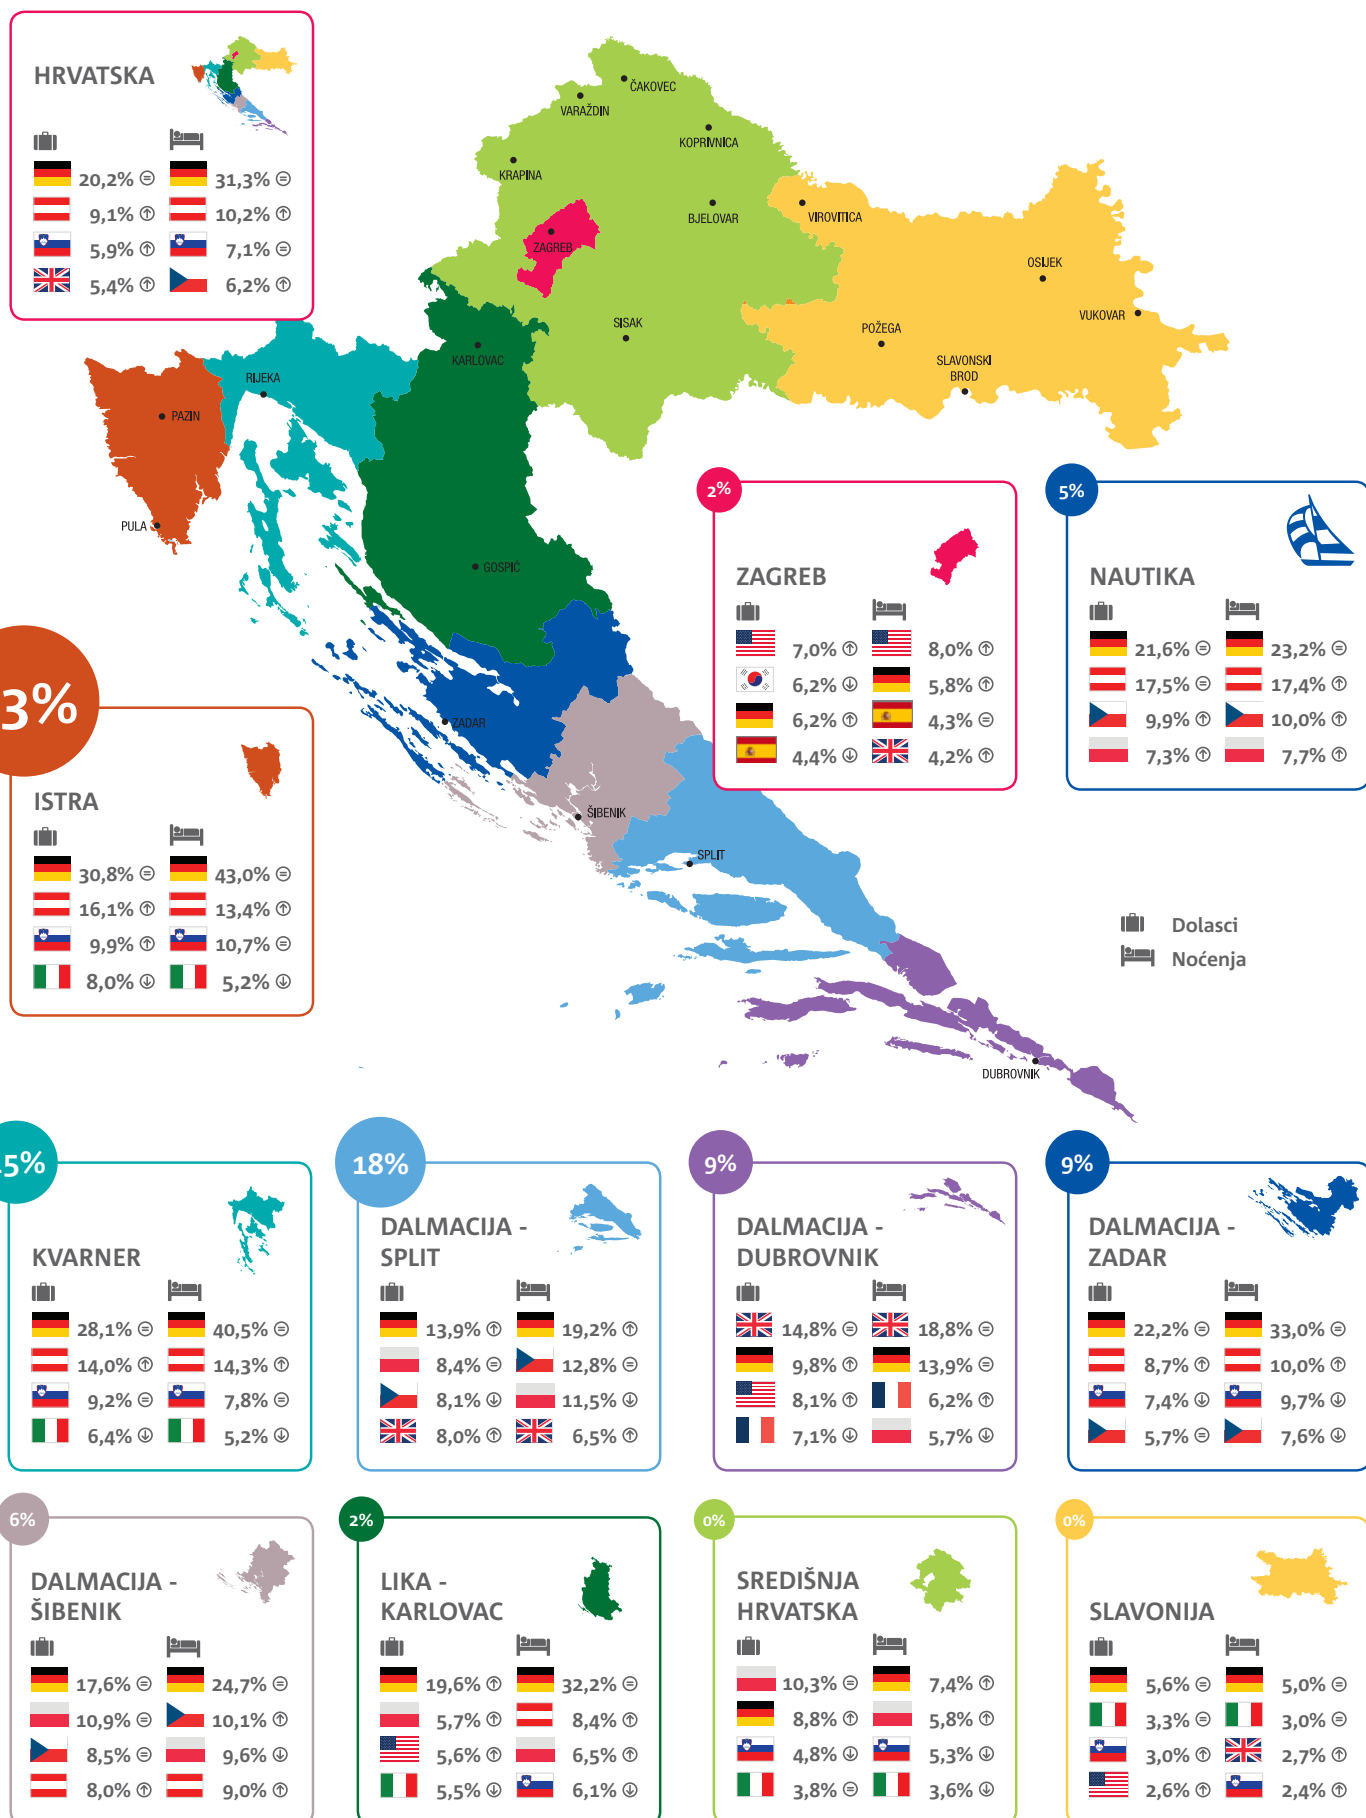 HRVATSKA
20,2% 31,3%
9,1% 10,2%
5,9% 7,1%
5,4% 6,2%
ČAKOVEC
VARAŽDIN
KOPRIVNICA
KRAPINA
BJELOVAR
VIROVITICA
ZAGREB
OSIJEK
VUKOVAR
SISAK
POŽEGA
SLAVONSKI
BROD
KARLOVAC
RIJEKA
PAZIN
PULA
GOSPIĆ
ZADAR
ŠIBENIK
SPLIT
DUBROVNIK
2%
ZAGREB
7,0% 8,0%
6,2% 5,8%
6,2% 4,3%
4,4% 4,2%
5%
NAUTIKA
21,6% 23,2%
17,5% 17,4%
9,9% 10,0%
7,3% 7,7%
3%
ISTRA
30,8% 43,0%
16,1% 13,4%
9,9% 10,7%
8,0% 5,2%
Dolasci
Noćenja
5%
KVARNER
28,1% 40,5%
14,0% 14,3%
9,2% 7,8%
6,4% 5,2%
18%
DALMACIJA -
SPLIT
13,9% 19,2%
8,4% 12,8%
8,1% 11,5%
8,0% 6,5%
9%
DALMACIJA -
DUBROVNIK
14,8% 18,8%
9,8% 13,9%
8,1% 6,2%
7,1% 5,7%
9%
DALMACIJA -
ZADAR
22,2% 33,0%
8,7% 10,0%
7,4% 9,7%
5,7% 7,6%
6%
DALMACIJA -
ŠIBENIK
17,6% 24,7%
10,9% 10,1%
8,5% 9,6%
8,0% 9,0%
2%
LIKA -
KARLOVAC
19,6% 32,2%
5,7% 8,4%
5,6% 6,5%
5,5% 6,1%
0%
SREDIŠNJA
HRVATSKA
10,3% 7,4%
8,8% 5,8%
4,8% 5,3%
3,8% 3,6%
0%
SLAVONIJA
5,6% 5,0%
3,3% 3,0%
3,0% 2,7%
2,6% 2,4%